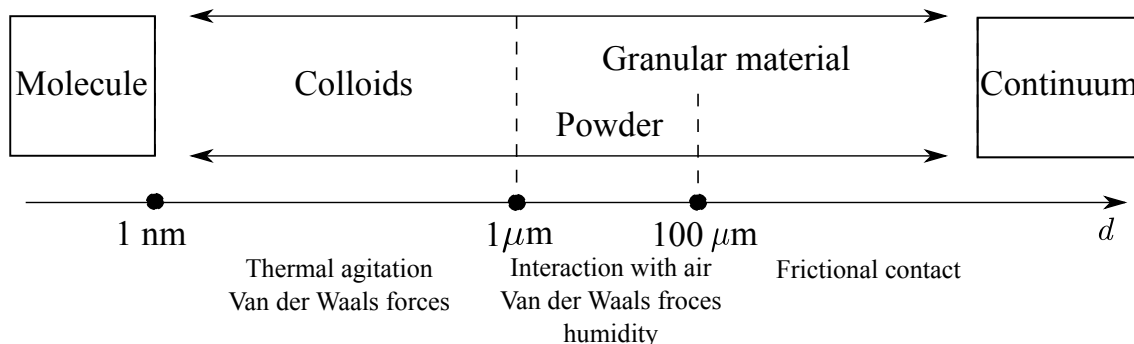 Molecule
Colloids
Granular material
Powder
Continuum
1 nm
1μm
100 μm
d
Thermal agitation
Van der Waals forces
Interaction with air
Van der Waals froces
humidity
Frictional contact